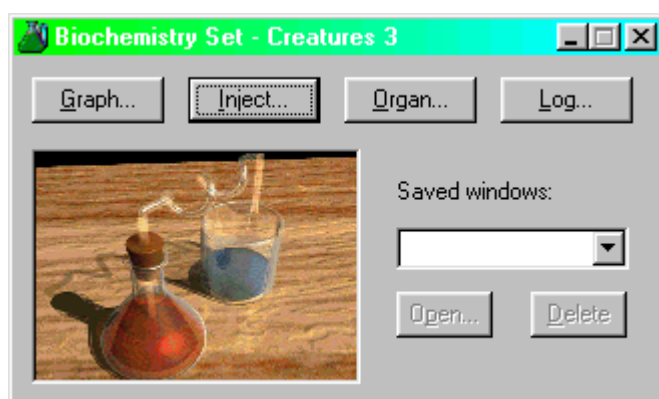 Biochemistry Set - Creatures 3
Graph... Inject... Organ... Log...
Saved windows:
Open... Delete